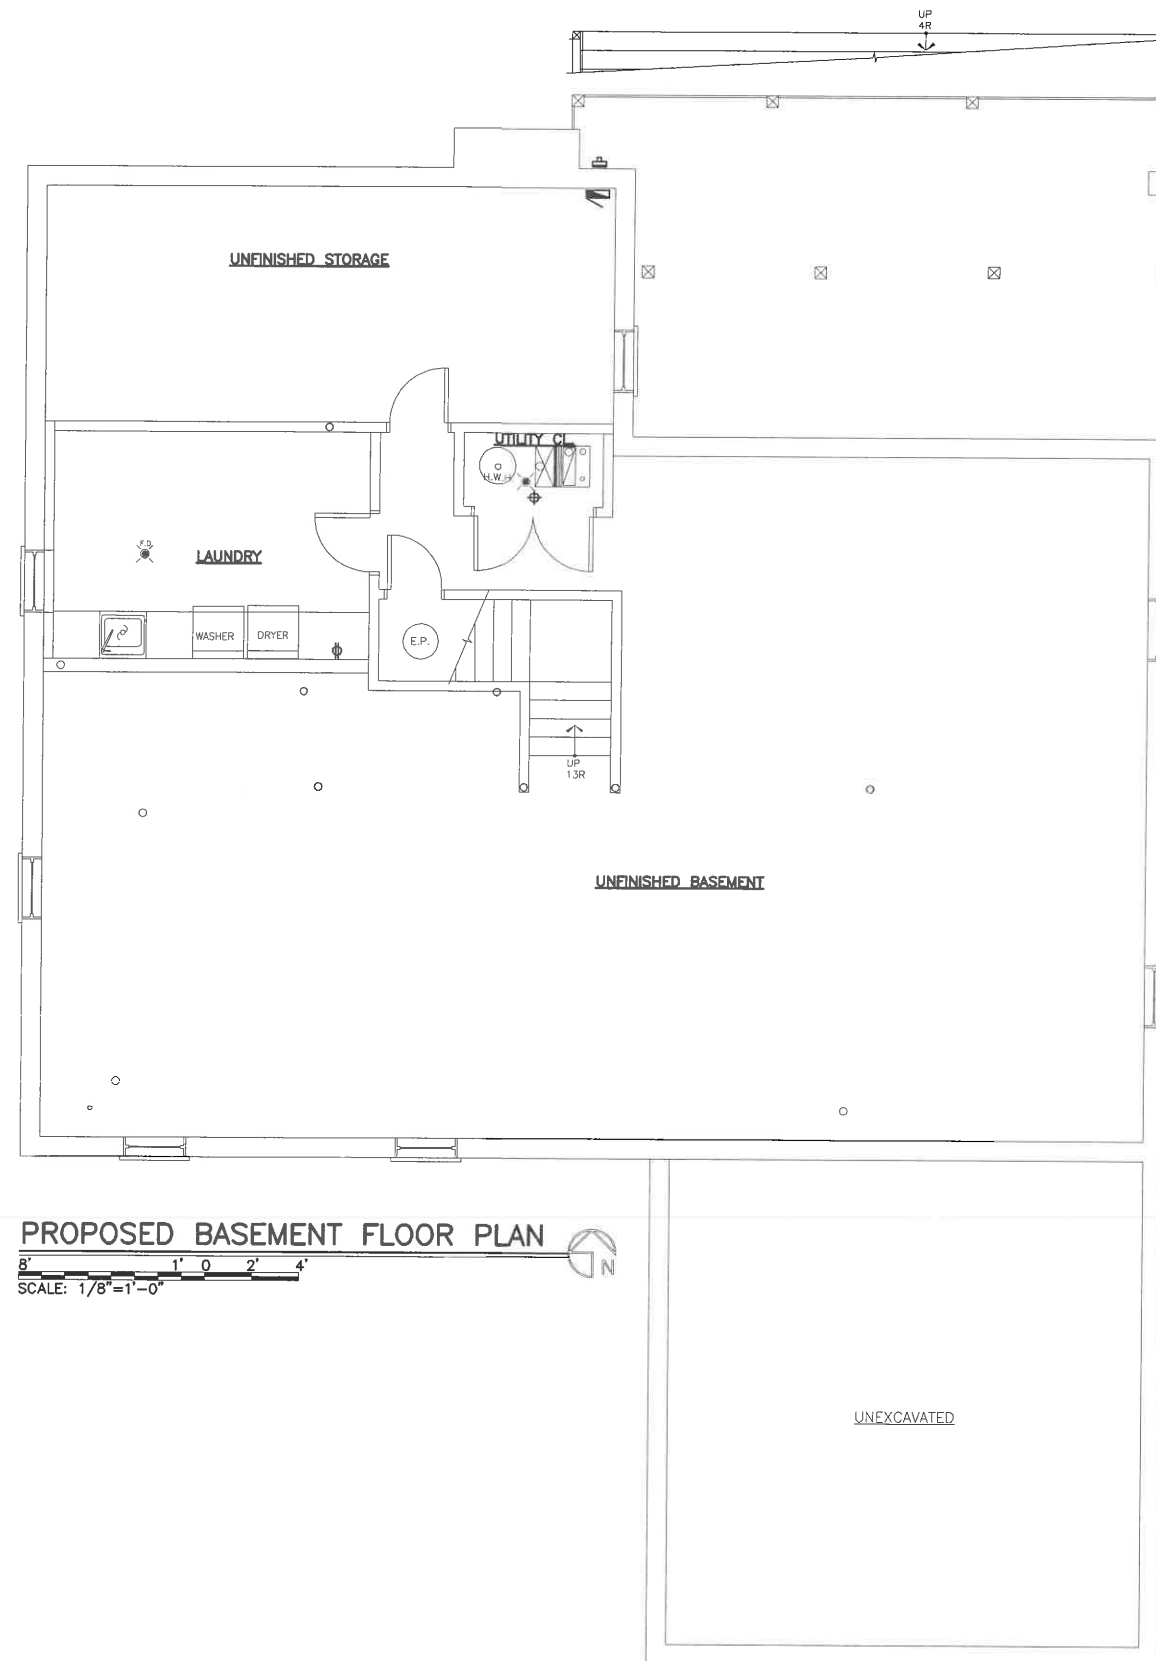 UP
4R
UNFINISHED STORAGE
UTILITY CL.
H.W.H
F.D.
LAUNDRY
WASHER
DRYER
E.P.
UP
13R
UNFINISHED BASEMENT
PROPOSED BASEMENT FLOOR PLAN
8' 1' 0 2' 4'
SCALE: 1/8"=1'-0"
N
UNEXCAVATED